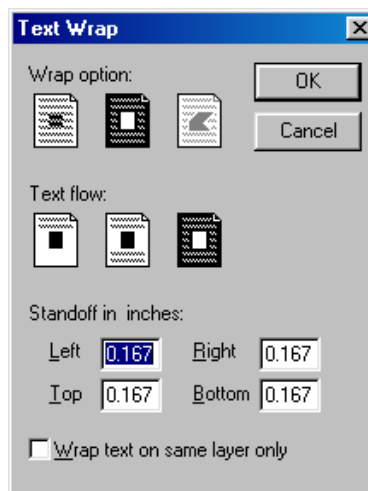 Text Wrap
Wrap option:
OK
Cancel
Text flow:
Standoff in inches:
Left 0.167 Right 0.167
Top 0.167 Bottom 0.167
Wrap text on same layer only